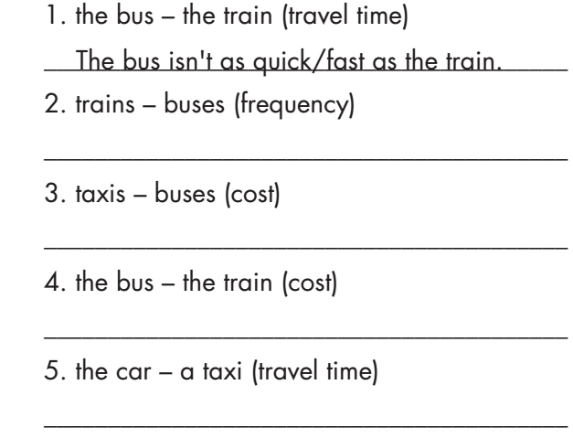 1. the bus – the train (travel time)
The bus isn't as quick/fast as the train.
2. trains – buses (frequency)
3. taxis – buses (cost)
4. the bus – the train (cost)
5. the car – a taxi (travel time)